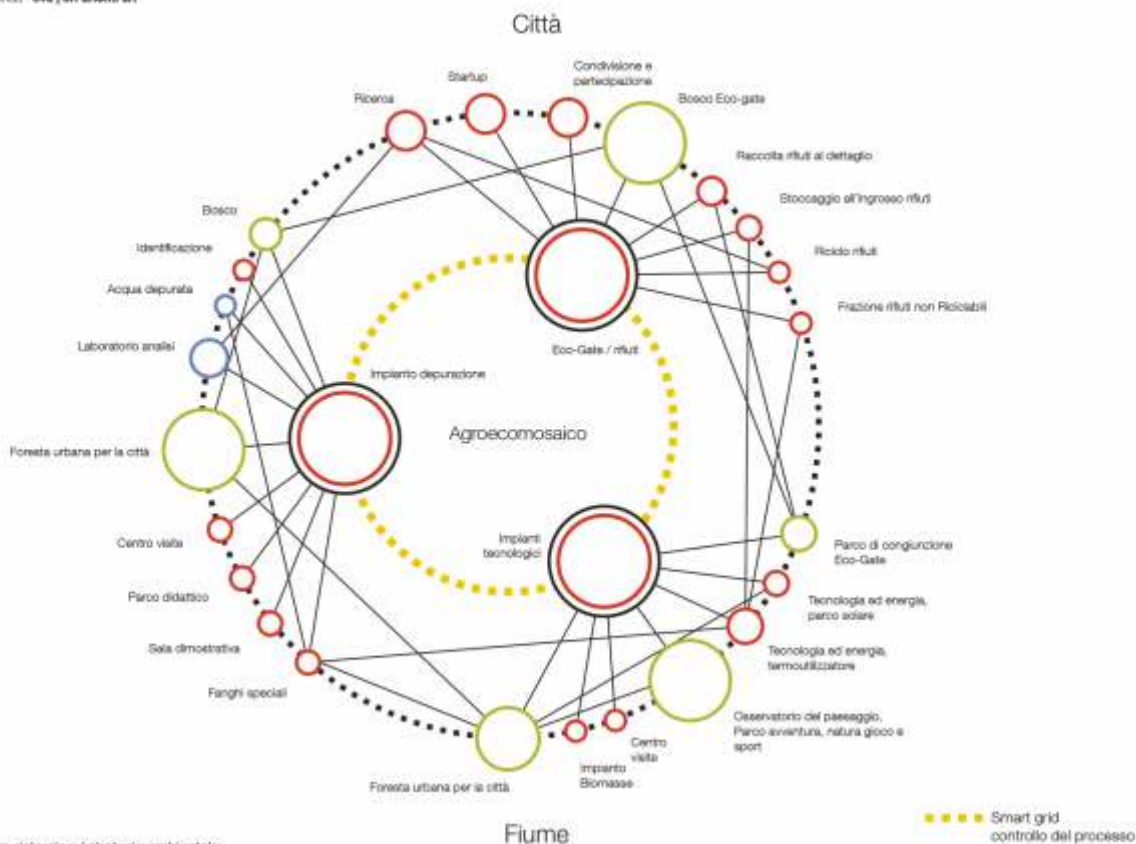 Città
Condivisione e
partecipazione
Startup
Ricerca
Bosco Eco-gate
Raccolta rifiuti al dettaglio
Stoccaggio all'ingrosso rifiuti
Bosco
Identificazione
Riciclo rifiuti
Acqua depurata
Frazione rifiuti non Riciclabili
Laboratorio analisi
Eco-Gate / rifiuti
Impianto depurazione
Agroecomosaico
Foresta urbana per la città
Impianti
tecnologici
Centro visita
Parco di congiunzione
Eco-Gate
Parco didattico
Tecnologia ed energia,
parco solare
Sala dimostrativa
Tecnologia ed energia,
termoutilizzatore
Fanghi speciali
Osservatorio del paesaggio,
Parco avventura, natura gioco e
sport
Centro
visita
Impianto
Biomasse
Foresta urbana per la città
Fiume
Smart grid
controllo del processo